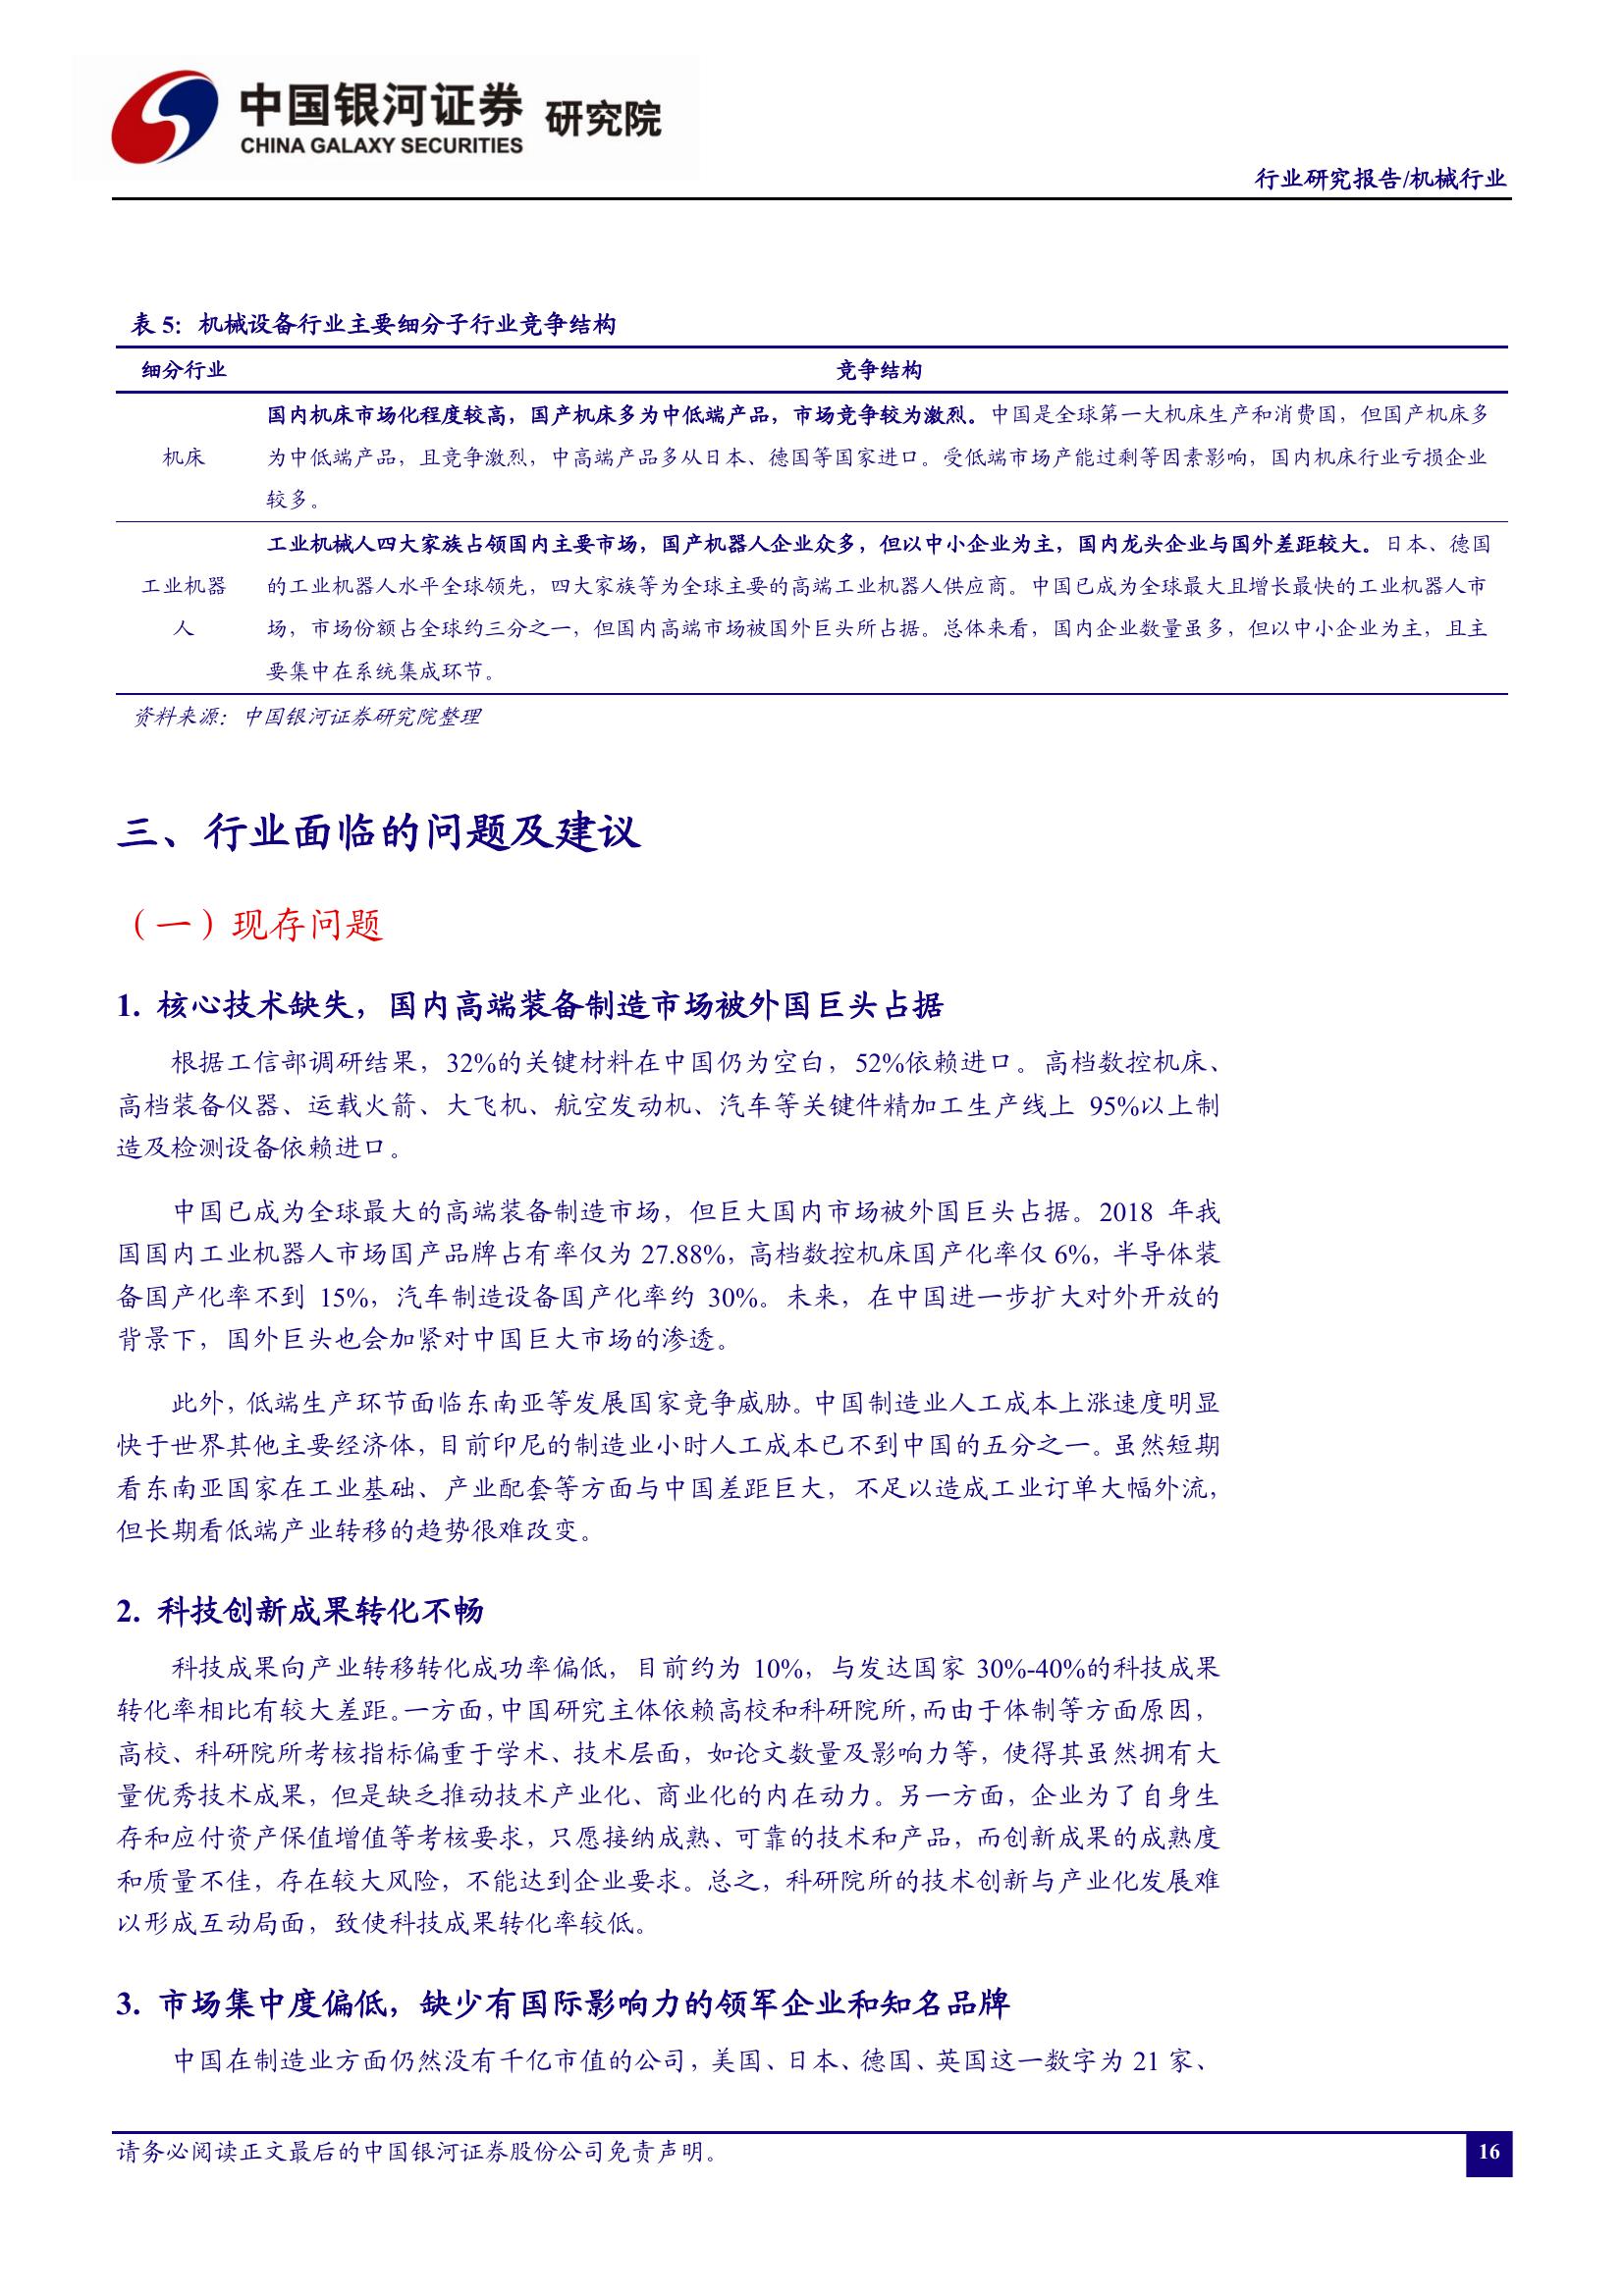 中国银河证券 研究院
CHINA GALAXY SECURITIES
行业研究报告/机械行业
表 5：机械设备行业主要细分子行业竞争结构
细分行业 竞争结构
国内机床市场化程度较高，国产机床多为中低端产品，市场竞争较为激烈。中国是全球第一大机床生产和消费国，但国产机床多
机床 为中低端产品，且竞争激烈，中高端产品多从日本、德国等国家进口。受低端市场产能过剩等因素影响，国内机床行业亏损企业
较多。
工业机械人四大家族占领国内主要市场，国产机器人企业众多，但以中小企业为主，国内龙头企业与国外差距较大。日本、德国
工业机器 的工业机器人水平全球领先，四大家族等为全球主要的高端工业机器人供应商。中国已成为全球最大且增长最快的工业机器人市
人 场，市场份额占全球约三分之一，但国内高端市场被国外巨头所占据。总体来看，国内企业数量虽多，但以中小企业为主，且主
要集中在系统集成环节。
资料来源：中国银河证券研究院整理
三、行业面临的问题及建议
（一）现存问题
1. 核心技术缺失，国内高端装备制造市场被外国巨头占据
根据工信部调研结果，32%的关键材料在中国仍为空白，52%依赖进口。高档数控机床、
高档装备仪器、运载火箭、大飞机、航空发动机、汽车等关键件精加工生产线上 95%以上制
造及检测设备依赖进口。
中国已成为全球最大的高端装备制造市场，但巨大国内市场被外国巨头占据。2018 年我
国国内工业机器人市场国产品牌占有率仅为 27.88%，高档数控机床国产化率仅 6%，半导体装
备国产化率不到 15%，汽车制造设备国产化率约 30%。未来，在中国进一步扩大对外开放的
背景下，国外巨头也会加紧对中国巨大市场的渗透。
此外，低端生产环节面临东南亚等发展国家竞争威胁。中国制造业人工成本上涨速度明显
快于世界其他主要经济体，目前印尼的制造业小时人工成本已不到中国的五分之一。虽然短期
看东南亚国家在工业基础、产业配套等方面与中国差距巨大，不足以造成工业订单大幅外流，
但长期看低端产业转移的趋势很难改变。
2. 科技创新成果转化不畅
科技成果向产业转移转化成功率偏低，目前约为 10%，与发达国家 30%-40%的科技成果
转化率相比有较大差距。一方面，中国研究主体依赖高校和科研院所，而由于体制等方面原因，
高校、科研院所考核指标偏重于学术、技术层面，如论文数量及影响力等，使得其虽然拥有大
量优秀技术成果，但是缺乏推动技术产业化、商业化的内在动力。另一方面，企业为了自身生
存和应付资产保值增值等考核要求，只愿接纳成熟、可靠的技术和产品，而创新成果的成熟度
和质量不佳，存在较大风险，不能达到企业要求。总之，科研院所的技术创新与产业化发展难
以形成互动局面，致使科技成果转化率较低。
3. 市场集中度偏低，缺少有国际影响力的领军企业和知名品牌
中国在制造业方面仍然没有千亿市值的公司，美国、日本、德国、英国这一数字为 21 家、
请务必阅读正文最后的中国银河证券股份公司免责声明。
16